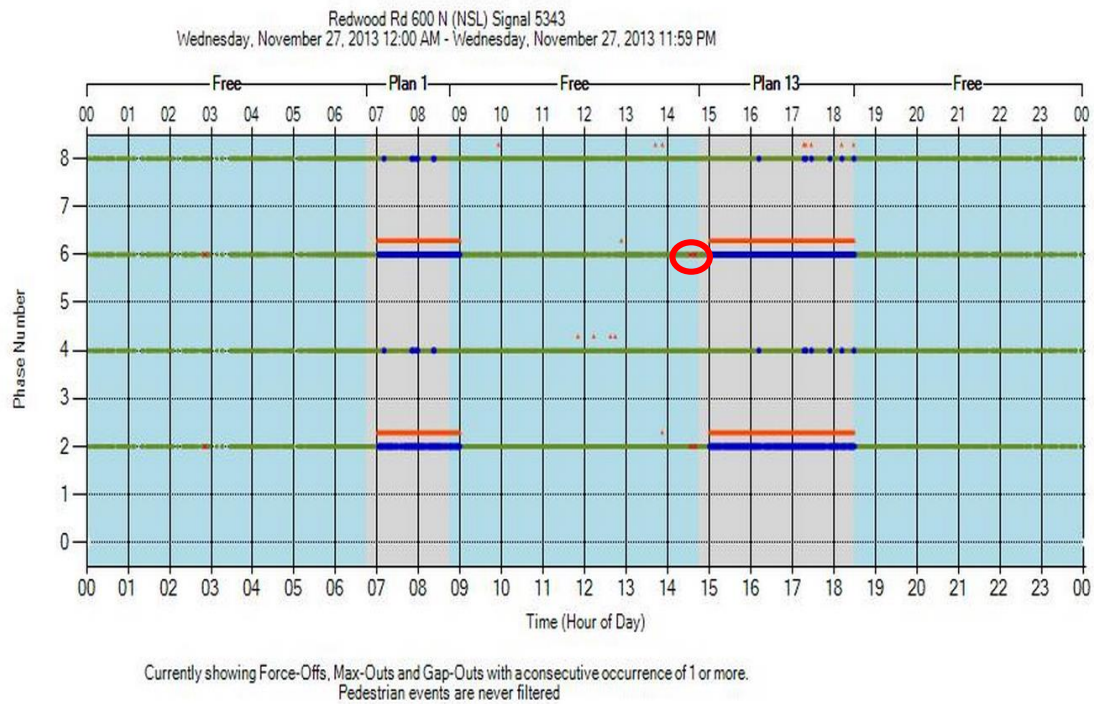 Redwood Rd 600 N (NSL) Signal 5343
Wednesday, November 27, 2013 12:00 AM - Wednesday, November 27, 2013 11:59 PM
Free Plan 1 Free Plan 13 Free
00 01 02 03 04 05 06 07 08 09 10 11 12 13 14 15 16 17 18 19 20 21 22 23 00
8
7
6
5
4
3
2
1
0
Phase Number
00 01 02 03 04 05 06 07 08 09 10 11 12 13 14 15 16 17 18 19 20 21 22 23 00
Time (Hour of Day)
Currently showing Force-Offs, Max-Outs and Gap-Outs with a consecutive occurrence of 1 or more.
Pedestrian events are never filtered